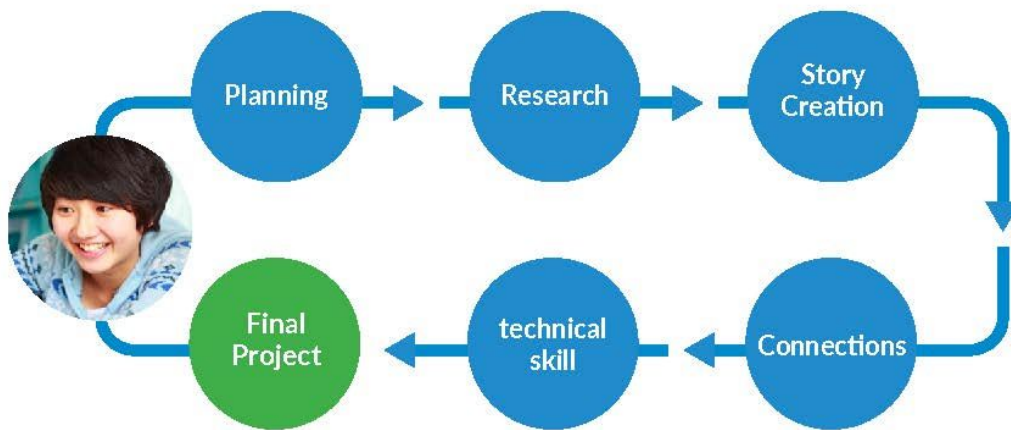 Planning
Research
Story
Creation
Connections
technical
skill
Final
Project